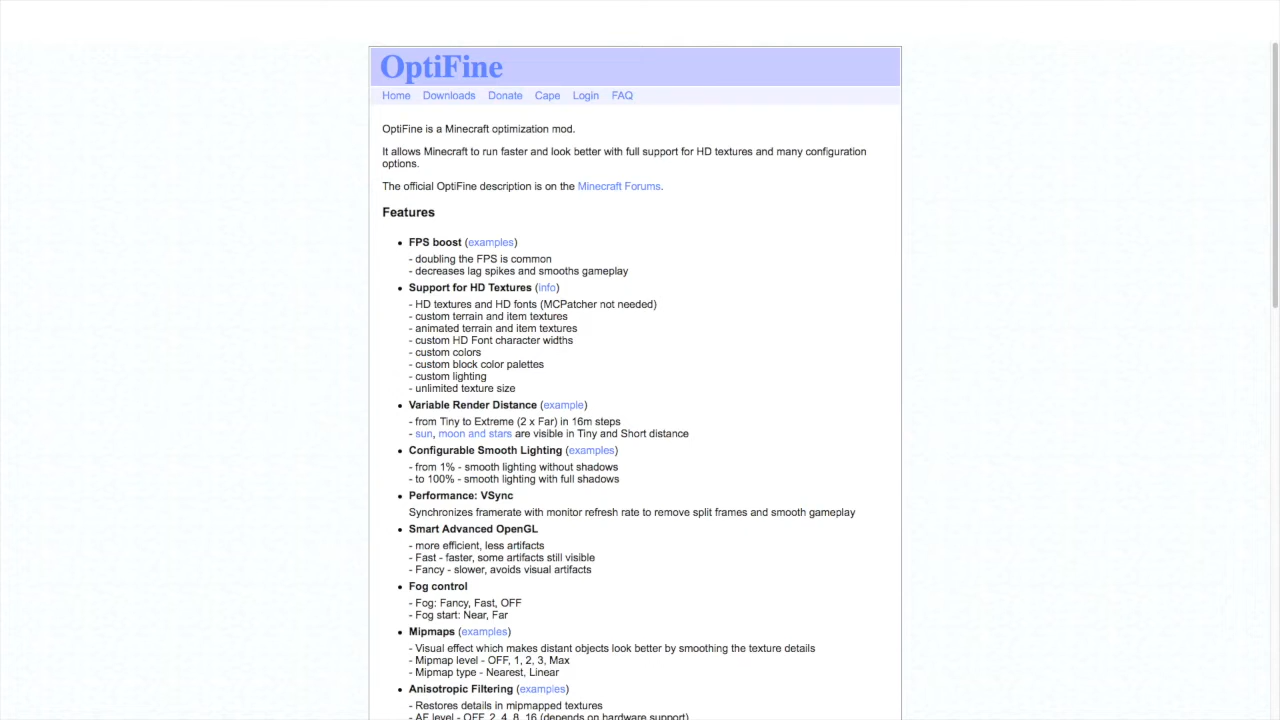 OptiFine
Home Downloads Donate Cape Login FAQ
OptiFine is a Minecraft optimization mod.
It allows Minecraft to run faster and look better with full support for HD textures and many configuration
options.
The official OptiFine description is on the Minecraft Forums.
Features
• FPS boost (examples)
- doubling the FPS is common
- decreases lag spikes and smooths gameplay
• Support for HD Textures (info)
- HD textures and HD fonts (MCPatcher not needed)
- custom terrain and item textures
- animated terrain and item textures
- custom HD Font character widths
- custom colors
- custom block color palettes
- custom lighting
- unlimited texture size
• Variable Render Distance (example)
- from Tiny to Extreme (2 x Far) in 16m steps
- sun, moon and stars are visible in Tiny and Short distance
• Configurable Smooth Lighting (examples)
- from 1% - smooth lighting without shadows
- to 100% - smooth lighting with full shadows
• Performance: VSync
Synchronizes framerate with monitor refresh rate to remove split frames and smooth gameplay
• Smart Advanced OpenGL
- more efficient, less artifacts
- Fast - faster, some artifacts still visible
- Fancy - slower, avoids visual artifacts
• Fog control
- Fog: Fancy, Fast, OFF
- Fog start: Near, Far
• Mipmaps (examples)
- Visual effect which makes distant objects look better by smoothing the texture details
- Mipmap level - OFF, 1, 2, 3, Max
- Mipmap type - Nearest, Linear
• Anisotropic Filtering (examples)
- Restores details in mipmapped textures
- AF level - OFF, 2, 4, 8, 16 (depends on hardware support)